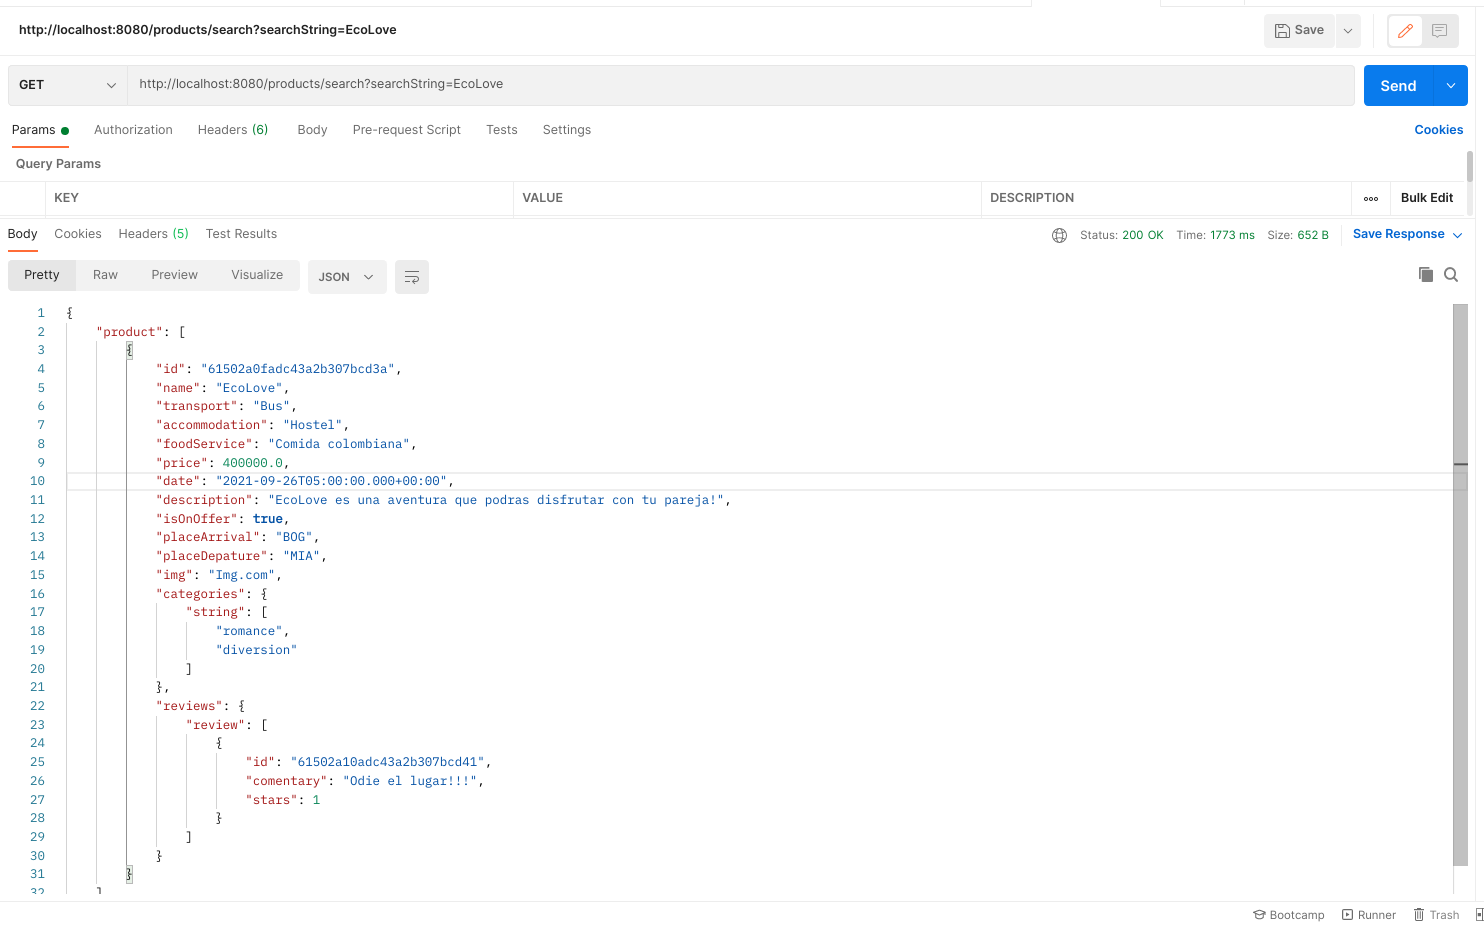 http://localhost:8080/products/search?searchString=EcoLove
Save
GET
http://localhost:8080/products/search?searchString=EcoLove
Send
Params Authorization Headers (6) Body Pre-request Script Tests Settings Cookies
Query Params
KEY VALUE DESCRIPTION Bulk Edit
Body Cookies Headers (5) Test Results Status: 200 OK Time: 1773 ms Size: 652 B Save Response
Pretty Raw Preview Visualize JSON
1 {
2 "product": [
3 {
4 "id": "61502a0fadc43a2b307bcd3a",
5 "name": "EcoLove",
6 "transport": "Bus",
7 "accommodation": "Hostel",
8 "foodService": "Comida colombiana",
9 "price": 400000.0,
10 "date": "2021-09-26T05:00:00.000+00:00",
11 "description": "EcoLove es una aventura que podras disfrutar con tu pareja!",
12 "isOnOffer": true,
13 "placeArrival": "BOG",
14 "placeDepature": "MIA",
15 "img": "Img.com",
16 "categories": {
17 "string": [
18 "romance",
19 "diversion"
20 ]
21 },
22 "reviews": {
23 "review": [
24 {
25 "id": "61502a10adc43a2b307bcd41",
26 "comentary": "Odie el lugar!!!",
27 "stars": 1
28 }
29 ]
30 }
31 }
32 ]
Bootcamp Runner Trash